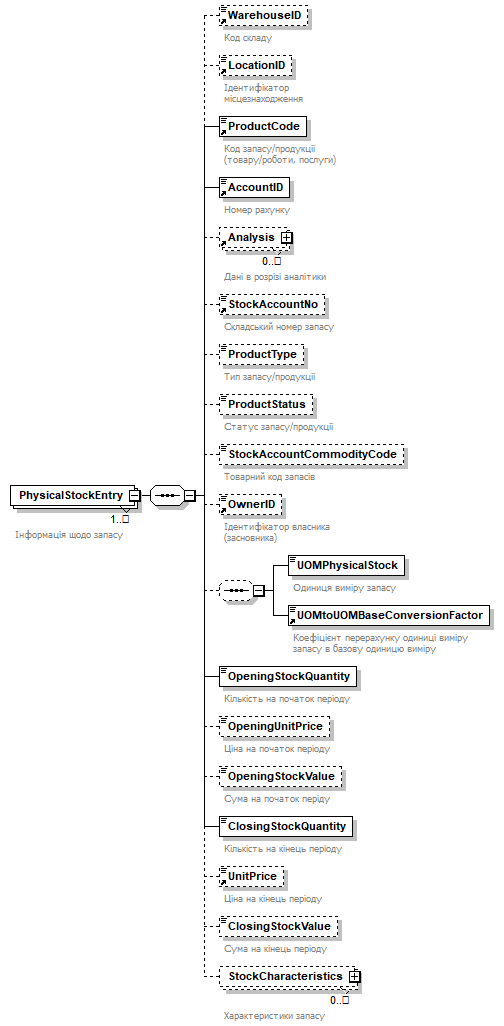 WarehouseID
Код складу
LocationID
Ідентифікатор
місцезнаходження
ProductCode
Код запасу/продукції
(товару/роботи, послуги)
AccountID
Номер рахунку
Analysis
0..□
Дані в розрізі аналітики
StockAccountNo
Складський номер запасу
ProductType
Тип запасу/продукції
ProductStatus
Статус запасу/продукції
StockAccountCommodityCode
Товарний код запасів
PhysicalStockEntry
1..□
Інформація щодо запасу
OwnerID
Ідентифікатор власника
(засновника)
UOMPhysicalStock
Одиниця виміру запасу
UOMtoUOMBaseConversionFactor
Коефіцієнт перерахунку одиниці виміру
запасу в базову одиницю виміру
OpeningStockQuantity
Кількість на початок періоду
OpeningUnitPrice
Ціна на початок періоду
OpeningStockValue
Сума на початок періду
ClosingStockQuantity
Кількість на кінець періоду
UnitPrice
Ціна на кінець періоду
ClosingStockValue
Сума на кінець періоду
StockCharacteristics
0..□
Характеристики запасу